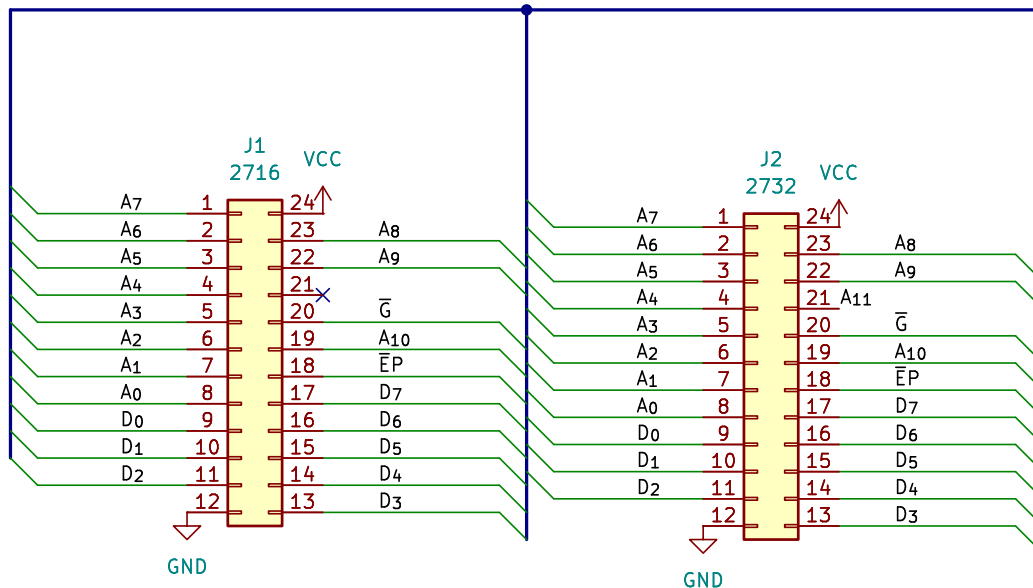 J1
2716
VCC
A7 1 24
A6 2 23 A8
A5 3 22 A9
A4 4 21
A3 5 20 G̅
A2 6 19 A10
A1 7 18 E̅P
A0 8 17 D7
D0 9 16 D6
D1 10 15 D5
D2 11 14 D4
12 13 D3
GND
J2
2732
VCC
A7 1 24
A6 2 23 A8
A5 3 22 A9
A4 4 21 A11
A3 5 20 G̅
A2 6 19 A10
A1 7 18 E̅P
A0 8 17 D7
D0 9 16 D6
D1 10 15 D5
D2 11 14 D4
12 13 D3
GND